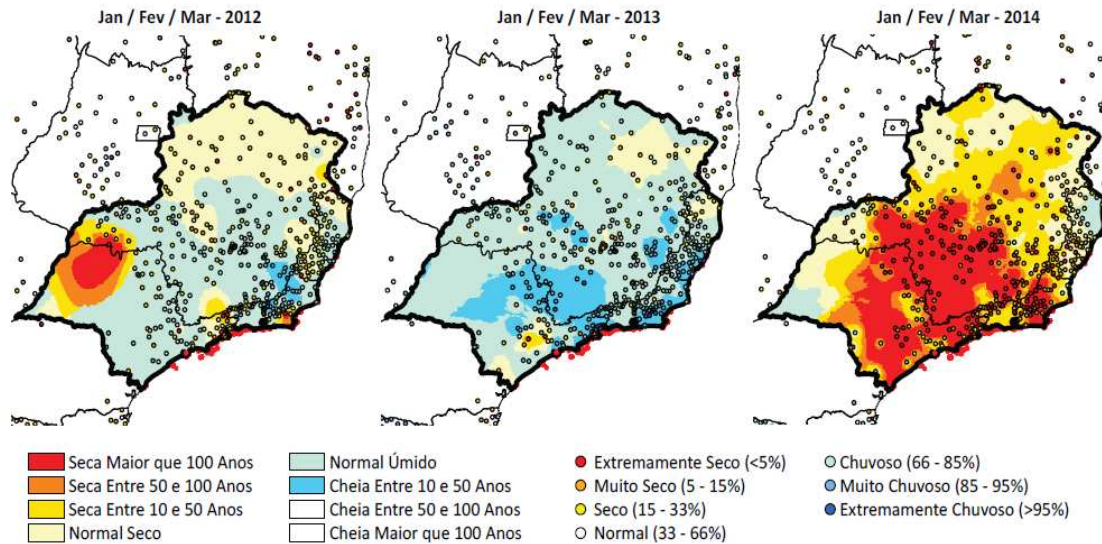 Jan / Fev / Mar - 2012
Jan / Fev / Mar - 2013
Jan / Fev / Mar - 2014
Seca Maior que 100 Anos
Seca Entre 50 e 100 Anos
Seca Entre 10 e 50 Anos
Normal Seco
Normal Úmido
Cheia Entre 10 e 50 Anos
Cheia Entre 50 e 100 Anos
Cheia Maior que 100 Anos
Extremamente Seco (<5%)
Muito Seco (5 - 15%)
Seco (15 - 33%)
Normal (33 - 66%)
Chuvoso (66 - 85%)
Muito Chuvoso (85 - 95%)
Extremamente Chuvoso (>95%)